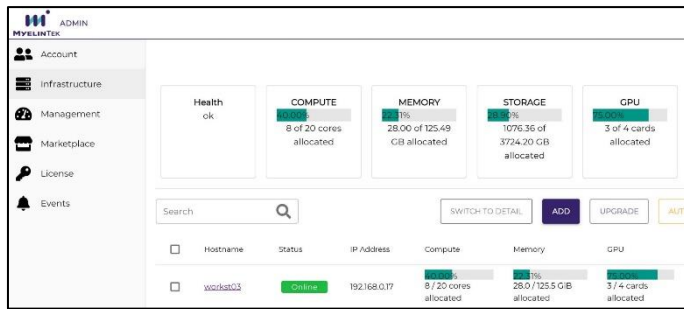 ADMIN
MYELINTEK
Account
Infrastructure
Management
Marketplace
License
Events
Health
ok
COMPUTE
40.00%
8 of 20 cores
allocated
MEMORY
22.31%
28.00 of 125.49
GB allocated
STORAGE
28.90%
1076.36 of
3724.20 GB
allocated
GPU
75.00%
3 of 4 cards
allocated
Search
SWITCH TO DETAIL
ADD
UPGRADE
AUT
Hostname Status IP Address Compute Memory GPU
workst03 Online 192.168.0.17
40.00%
8 / 20 cores
allocated
22.31%
28.0 / 125.5 GiB
allocated
75.00%
3 / 4 cards
allocated